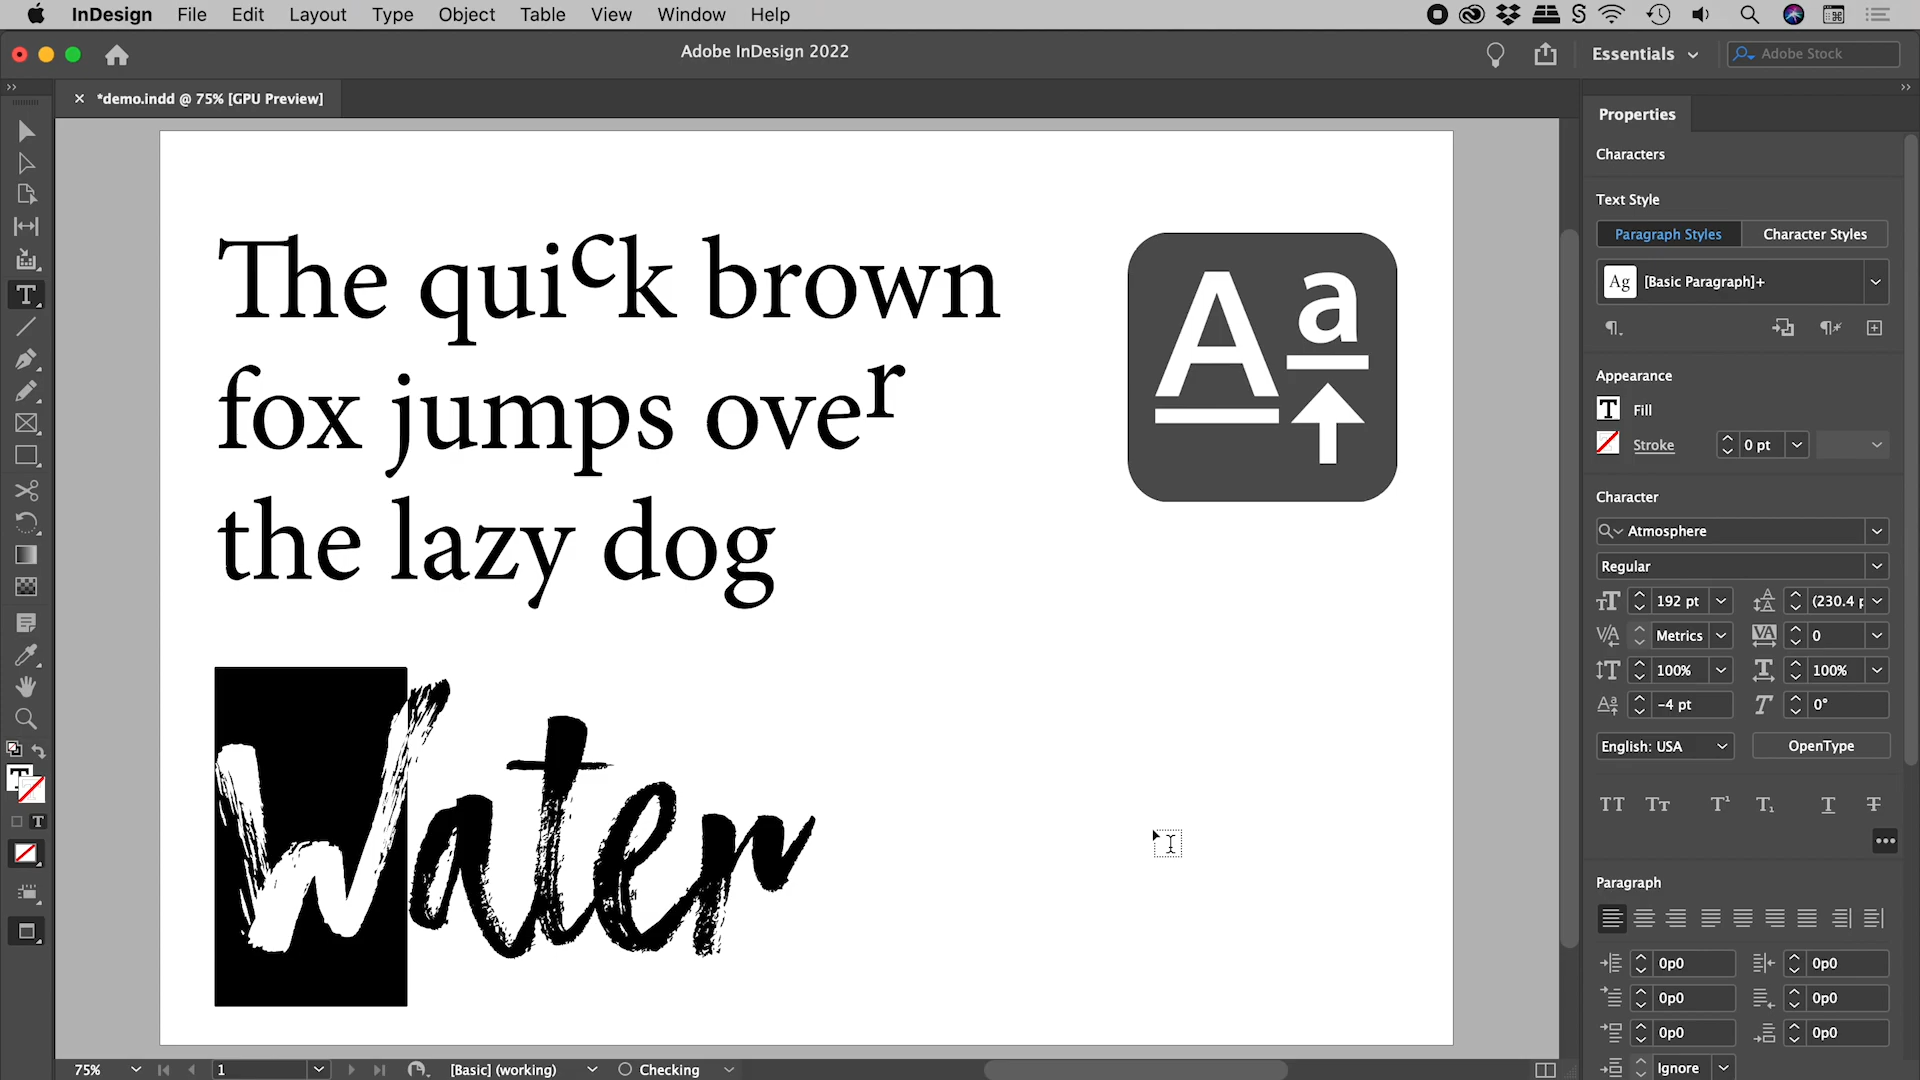 InDesign File Edit Layout Type Object Table View Window Help
Adobe InDesign 2022
Essentials
Adobe Stock
*demo.indd @ 75% [GPU Preview]
Properties
Characters
Text Style
Paragraph Styles Character Styles
Ag [Basic Paragraph]+
Appearance
Fill
Stroke 0 pt
Character
Atmosphere
Regular
192 pt (230.4 p
Metrics 0
100% 100%
-4 pt 0°
English: USA OpenType
Paragraph
0p0 0p0
0p0 0p0
0p0 0p0
Ignore
The quick brown
fox jumps over
the lazy dog
A a
Water
75% 1 [Basic] (working) Checking